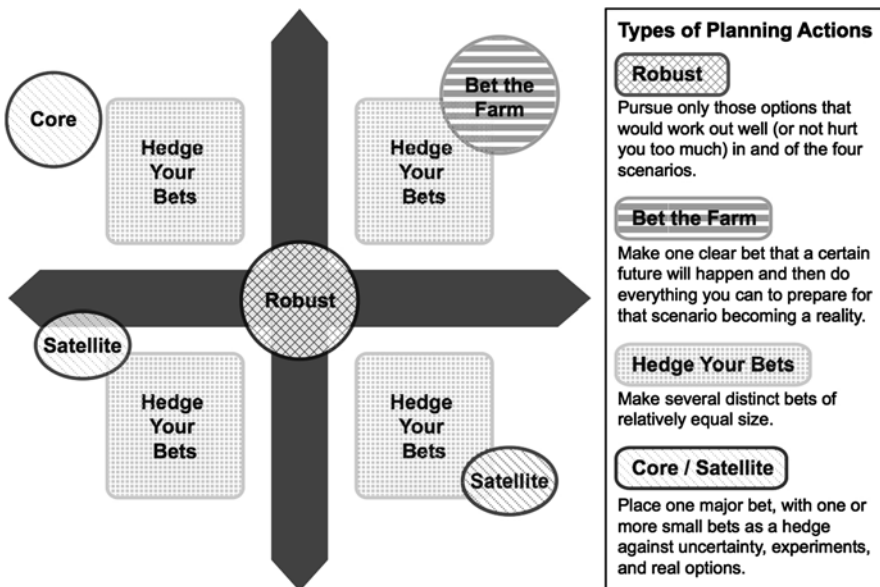 Core
Hedge
Your
Bets
Hedge
Your
Bets
Bet the
Farm
Robust
Satellite
Hedge
Your
Bets
Hedge
Your
Bets
Satellite
Types of Planning Actions
Robust
Pursue only those options that
would work out well (or not hurt
you too much) in and of the four
scenarios.
Bet the Farm
Make one clear bet that a certain
future will happen and then do
everything you can to prepare for
that scenario becoming a reality.
Hedge Your Bets
Make several distinct bets of
relatively equal size.
Core / Satellite
Place one major bet, with one or
more small bets as a hedge
against uncertainty, experiments,
and real options.